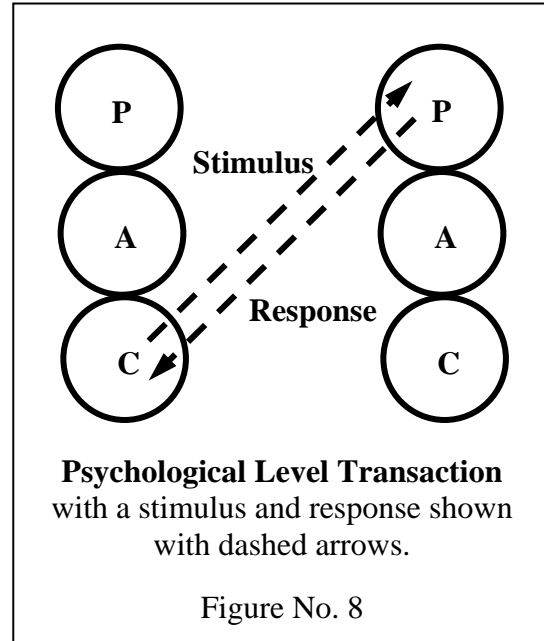 P P
Stimulus
A A
Response
C C
Psychological Level Transaction
with a stimulus and response shown
with dashed arrows.
Figure No. 8